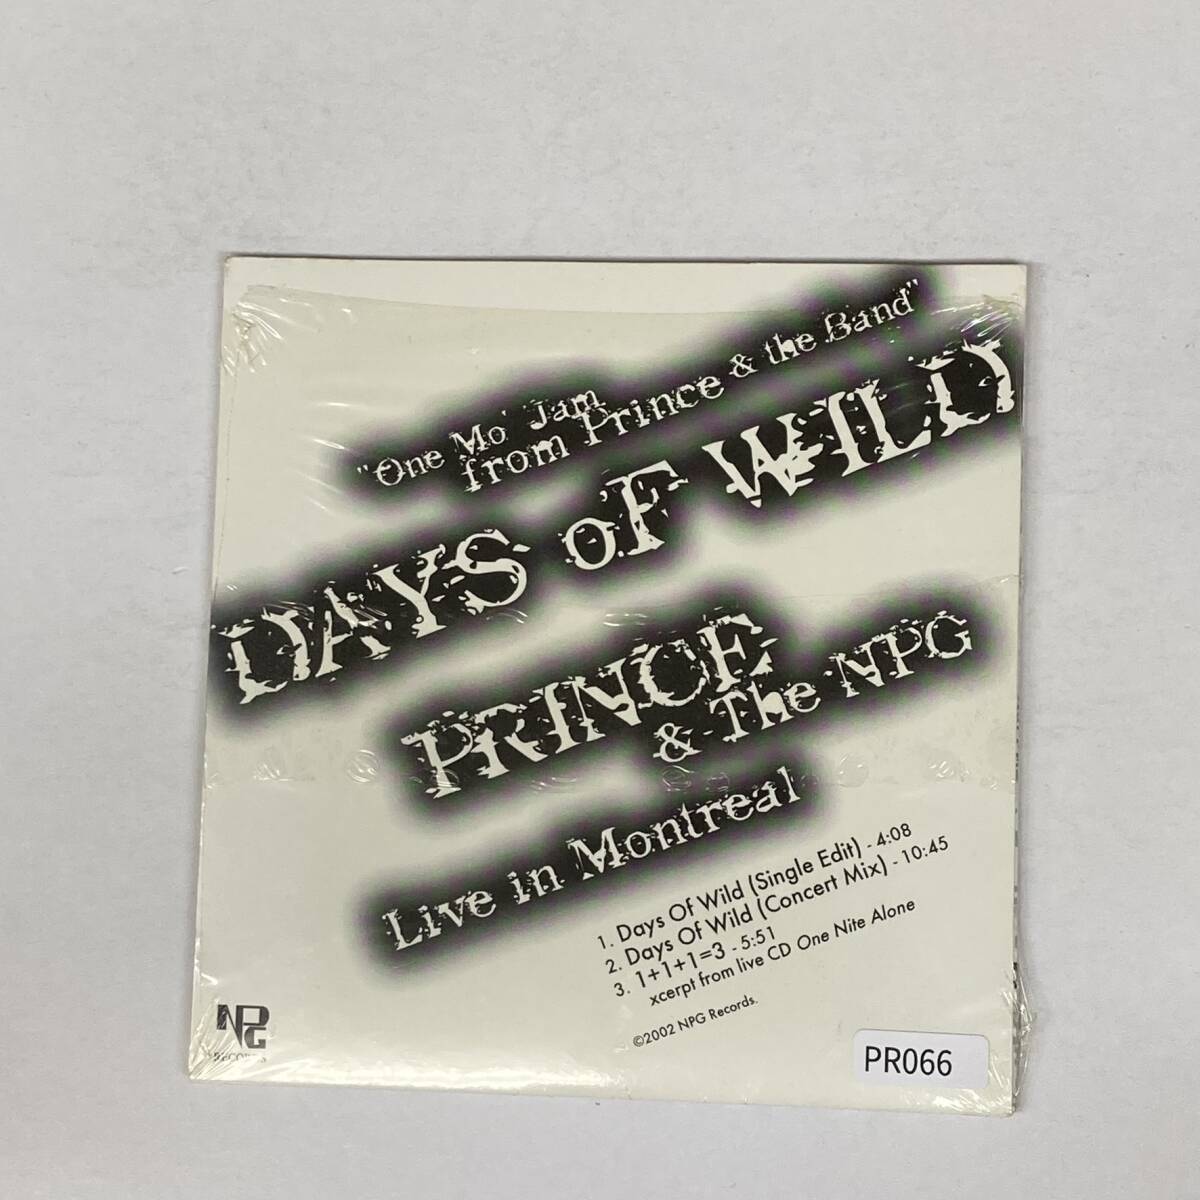 "One Mo' Jam
from Prince & the Band"
DAYS oF WILD
PRINCE
& The NPG
Live in Montreal
1. Days Of Wild (Single Edit) - 4:08
2. Days Of Wild (Concert Mix) - 10:45
3. 1+1+1=3 - 5:51
xcerpt from live CD One Nite Alone
©2002 NPG Records.
NPG
RECORDS
PR066